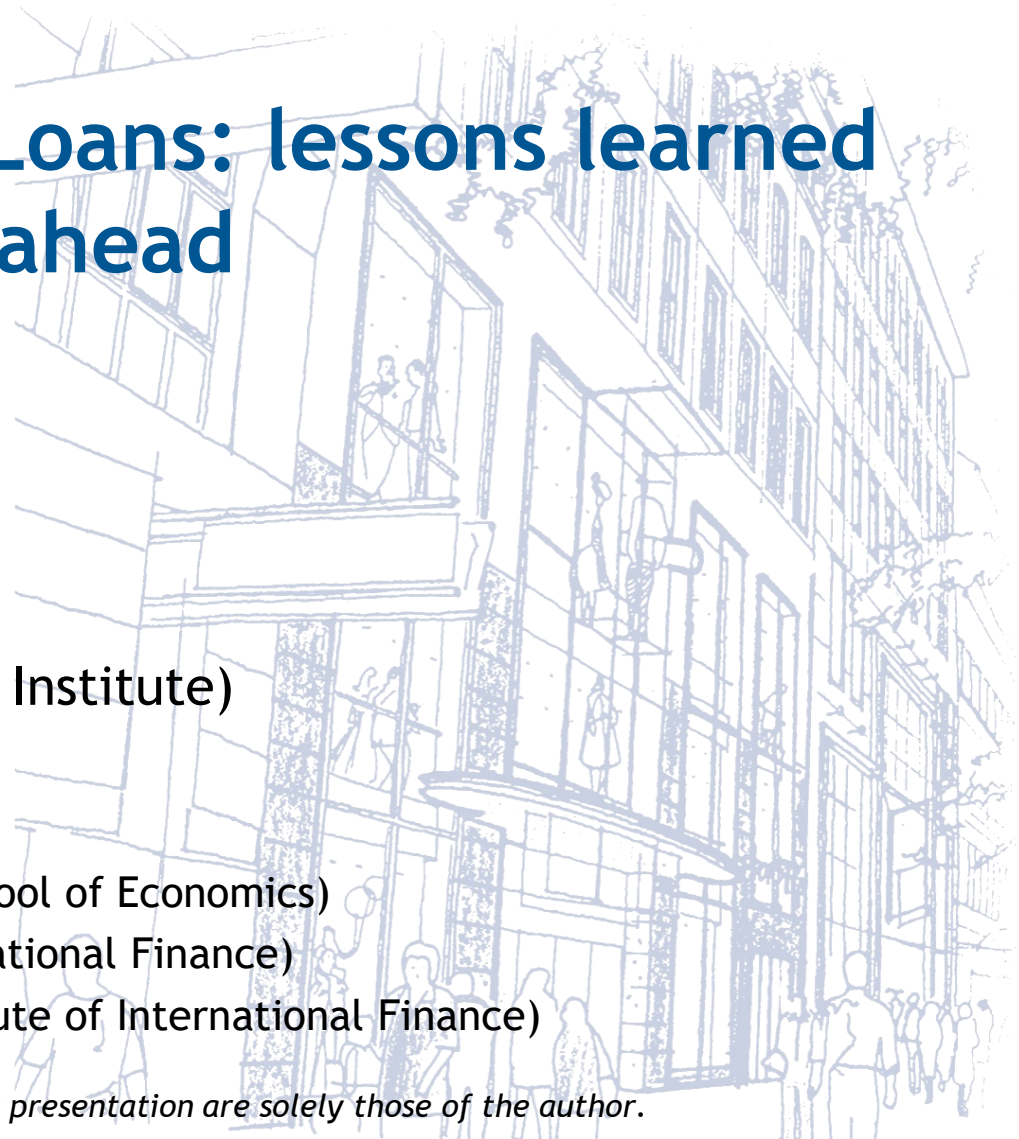 Loans: lessons learned
ahead
Institute)
ool of Economics)
ational Finance)
ute of International Finance)
presentation are solely those of the author.